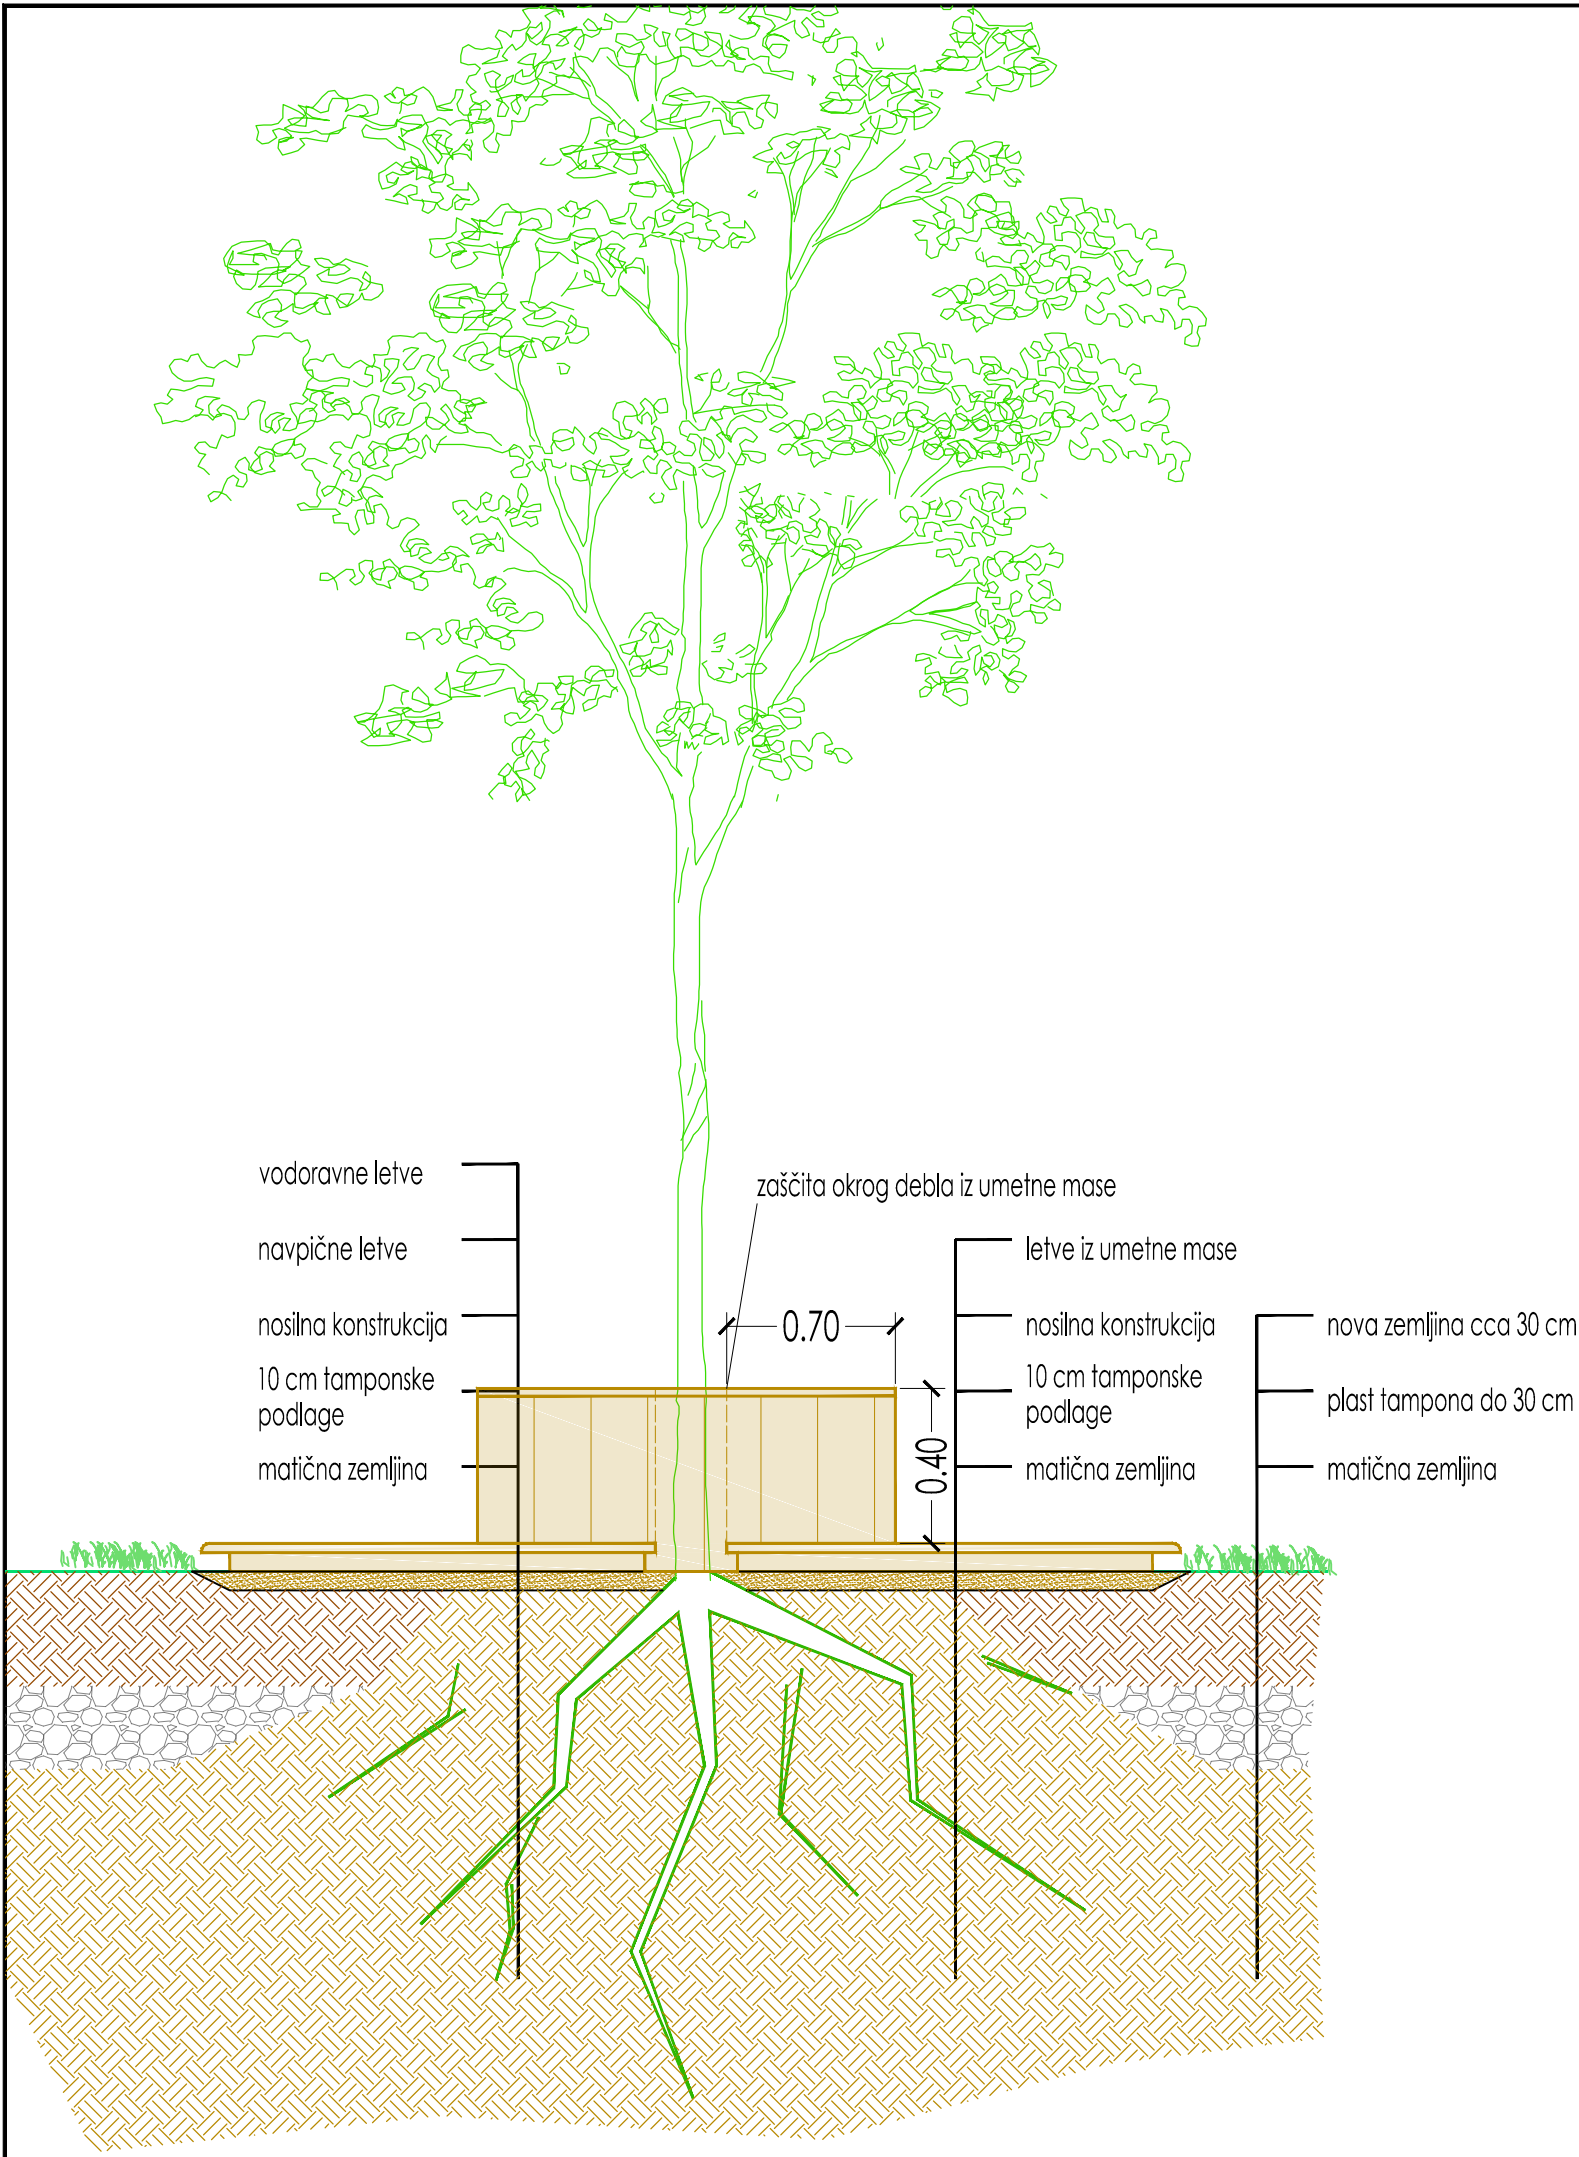 vodoravne letve
navpične letve
nosilna konstrukcija
10 cm tamponske
podlage
matična zemljina
zaščita okrog debla iz umetne mase
0.70
0.40
letve iz umetne mase
nosilna konstrukcija
10 cm tamponske
podlage
matična zemljina
nova zemljina cca 30 cm
plast tampona do 30 cm
matična zemljina